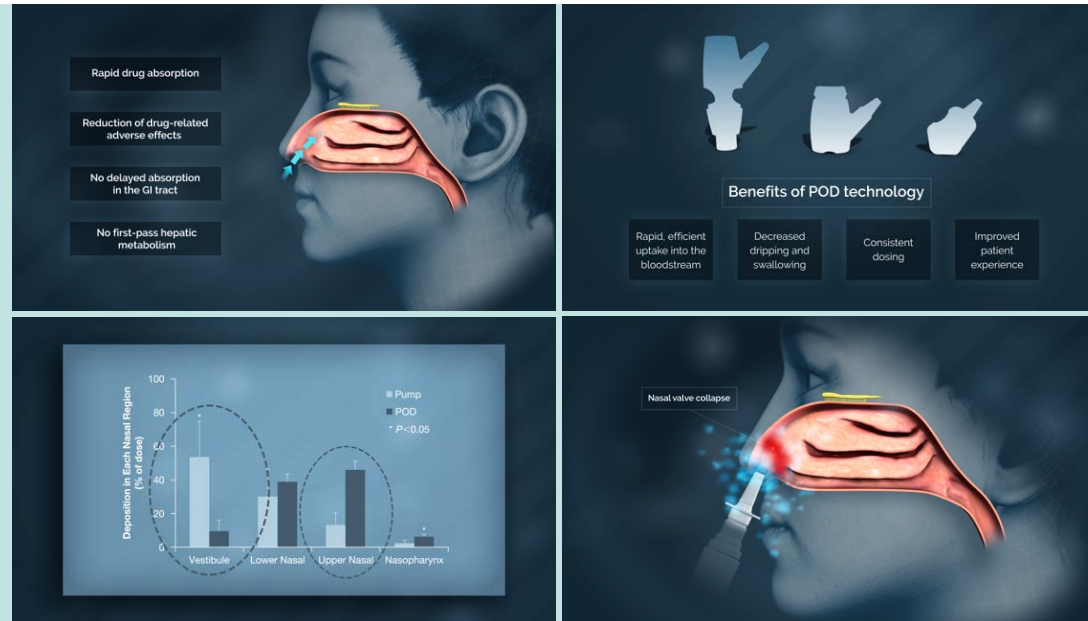 Rapid drug absorption
Reduction of drug-related
adverse effects
No delayed absorption
in the GI tract
No first-pass hepatic
metabolism
Benefits of POD technology
Rapid, efficient
uptake into the
bloodstream
Decreased
dripping and
swallowing
Consistent
dosing
Improved
patient
experience
Deposition in Each Nasal Region
(% of dose)
100
80
60
40
20
0
Pump
POD
* P<0.05
*
*
Vestibule
Lower Nasal
Upper Nasal
Nasopharynx
Nasal valve collapse